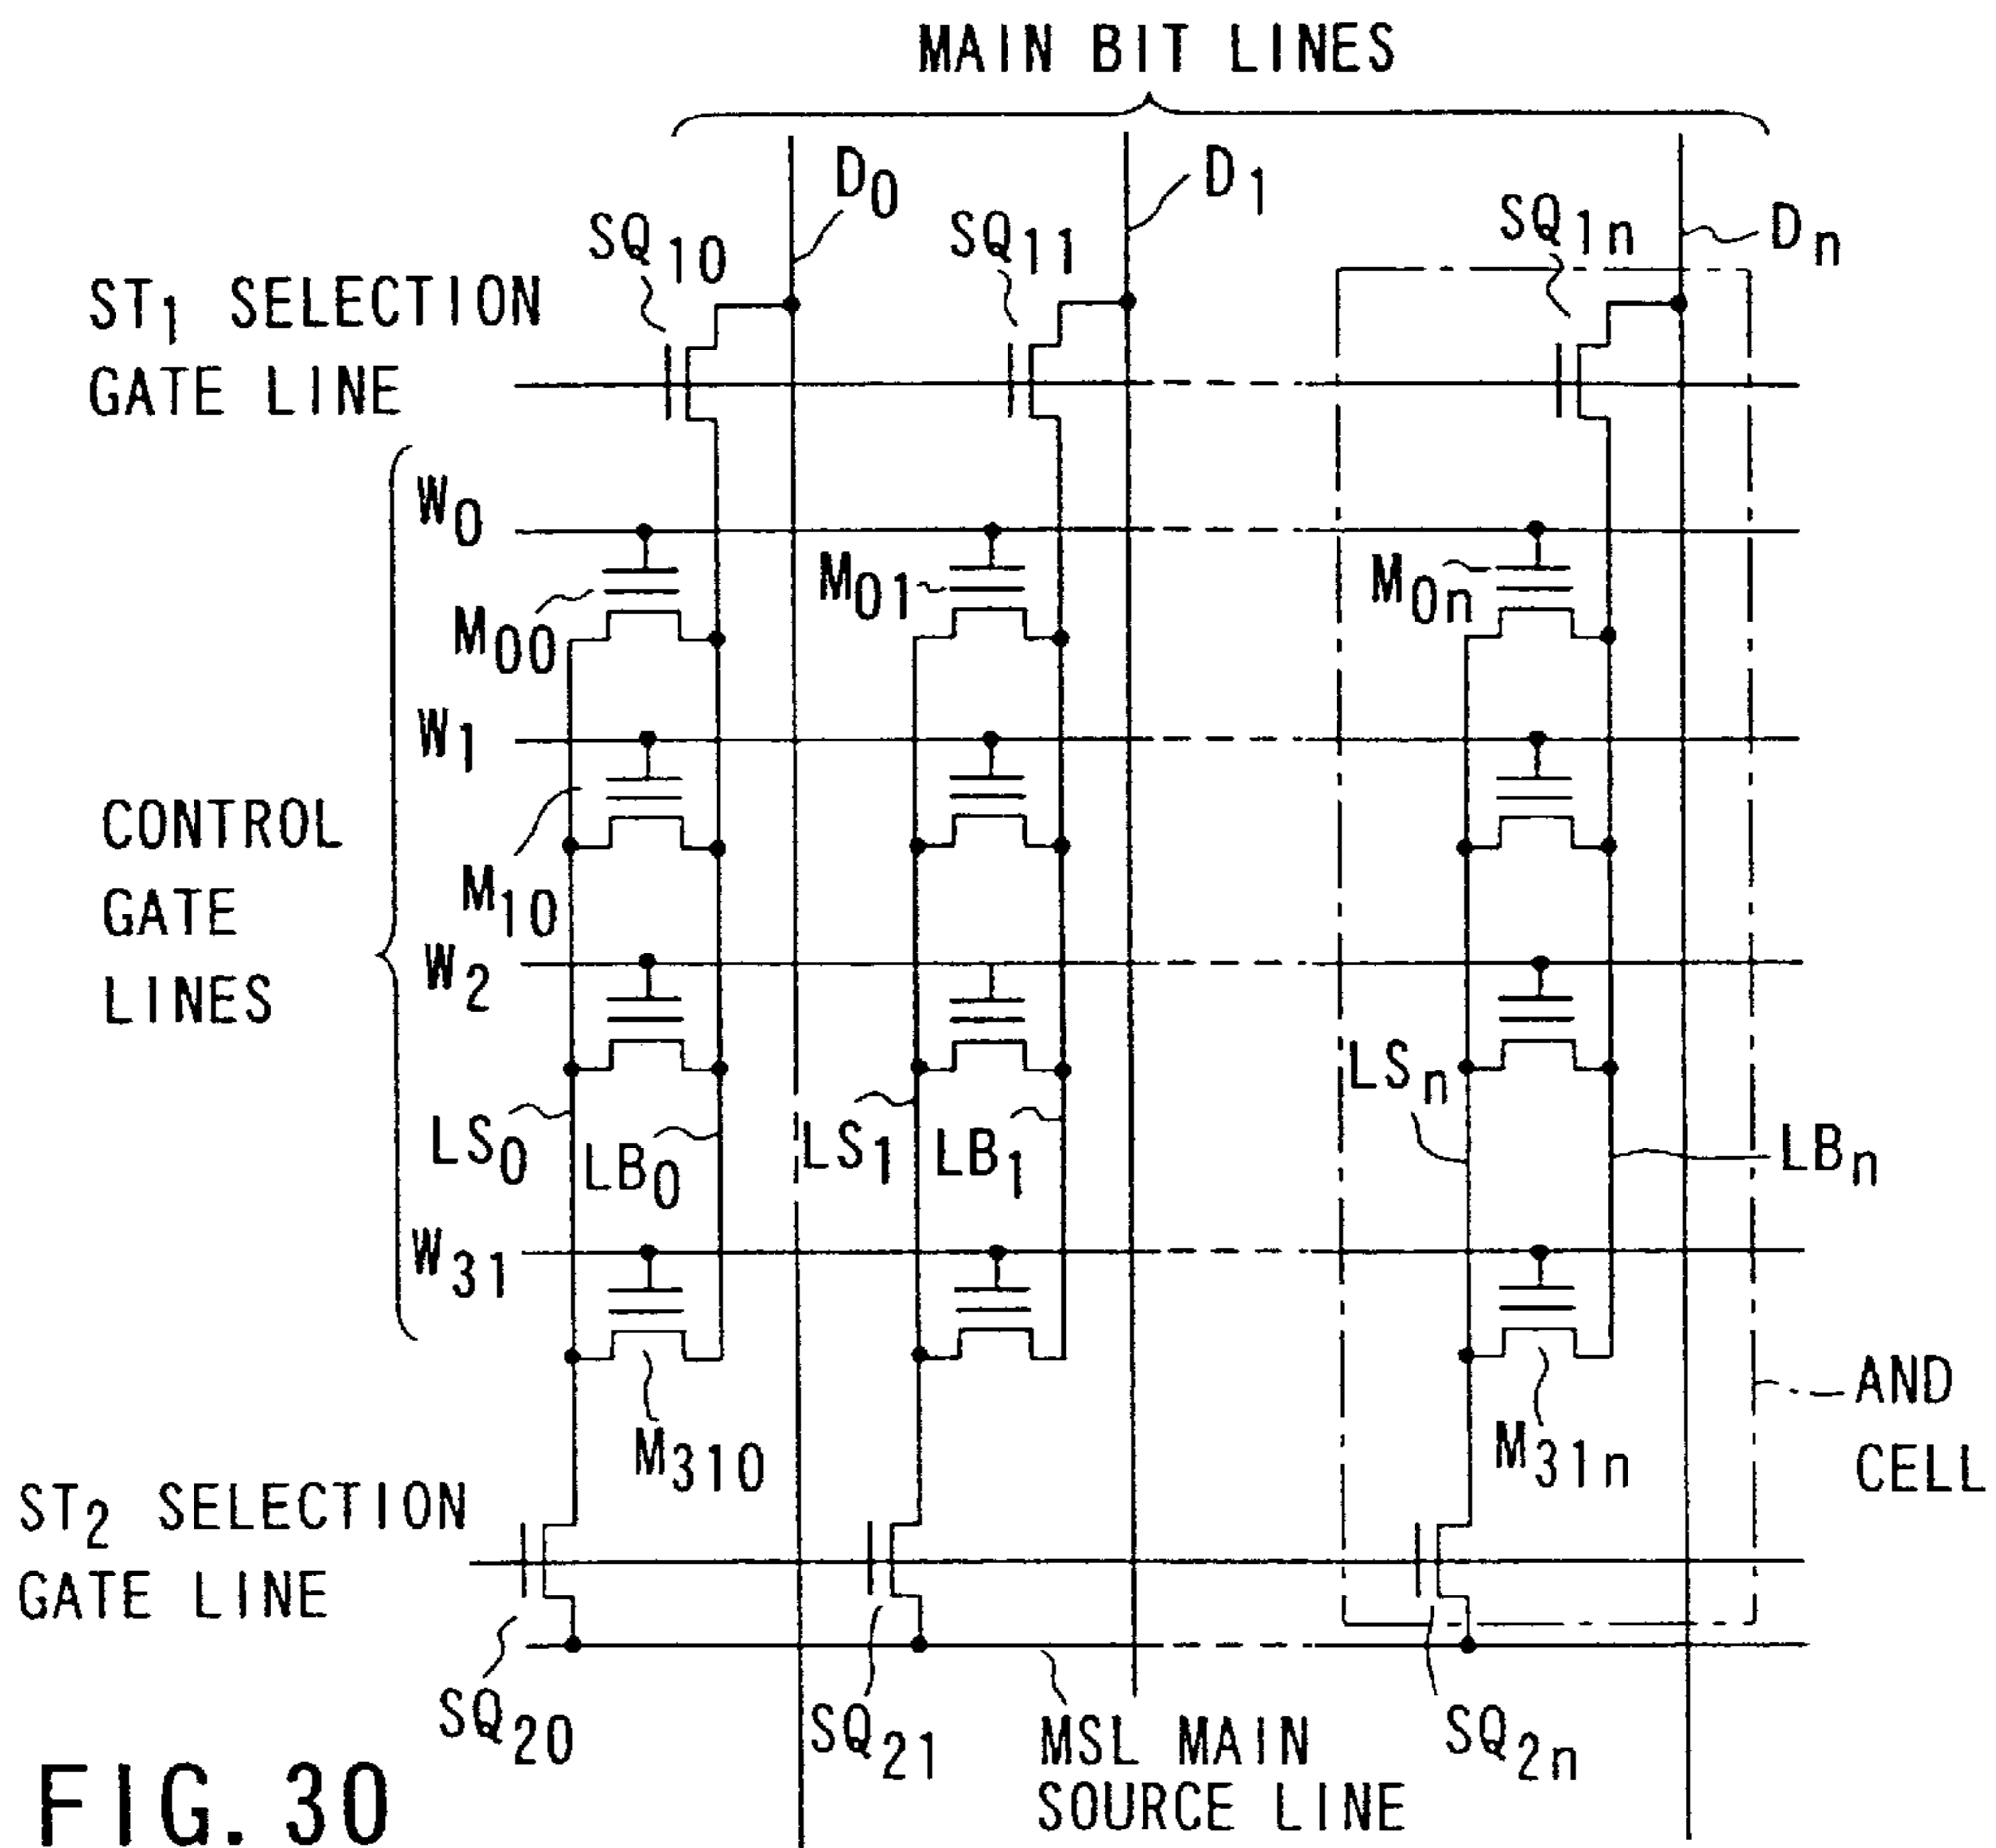 MAIN BIT LINES
D0
D1
Dn
SQ10
SQ11
SQ1n
ST1 SELECTION
GATE LINE
W0
M00
M01
M0n
W1
M10
CONTROL
GATE
LINES
W2
LS0
LB0
LS1
LB1
LSn
LBn
W31
M310
M31n
AND
CELL
ST2 SELECTION
GATE LINE
SQ20
SQ21
SQ2n
MSL MAIN
SOURCE LINE
FIG. 30